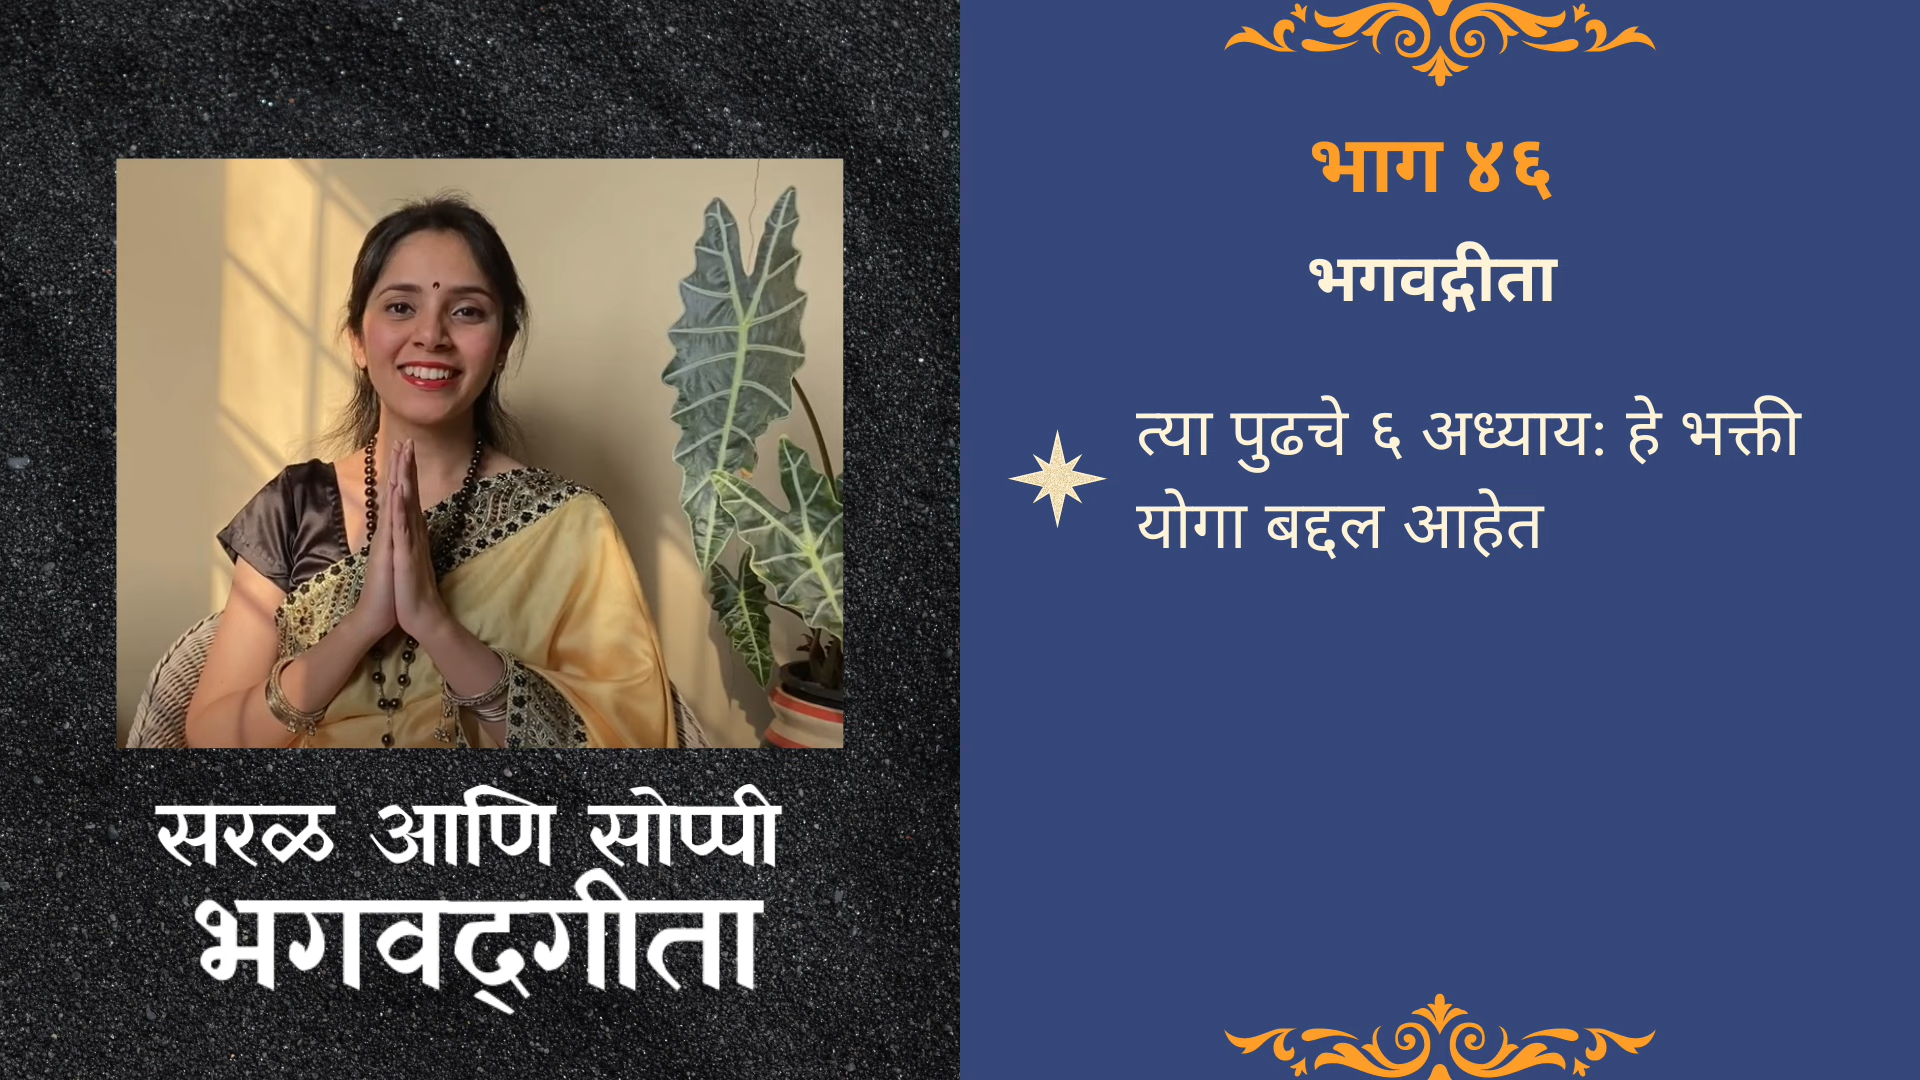 सरळ आणि सोप्पी
भगवद्‌गीता
भाग ४६
भगवद्गीता
त्या पुढचे ६ अध्याय: हे भक्ती
योगा बद्दल आहेत